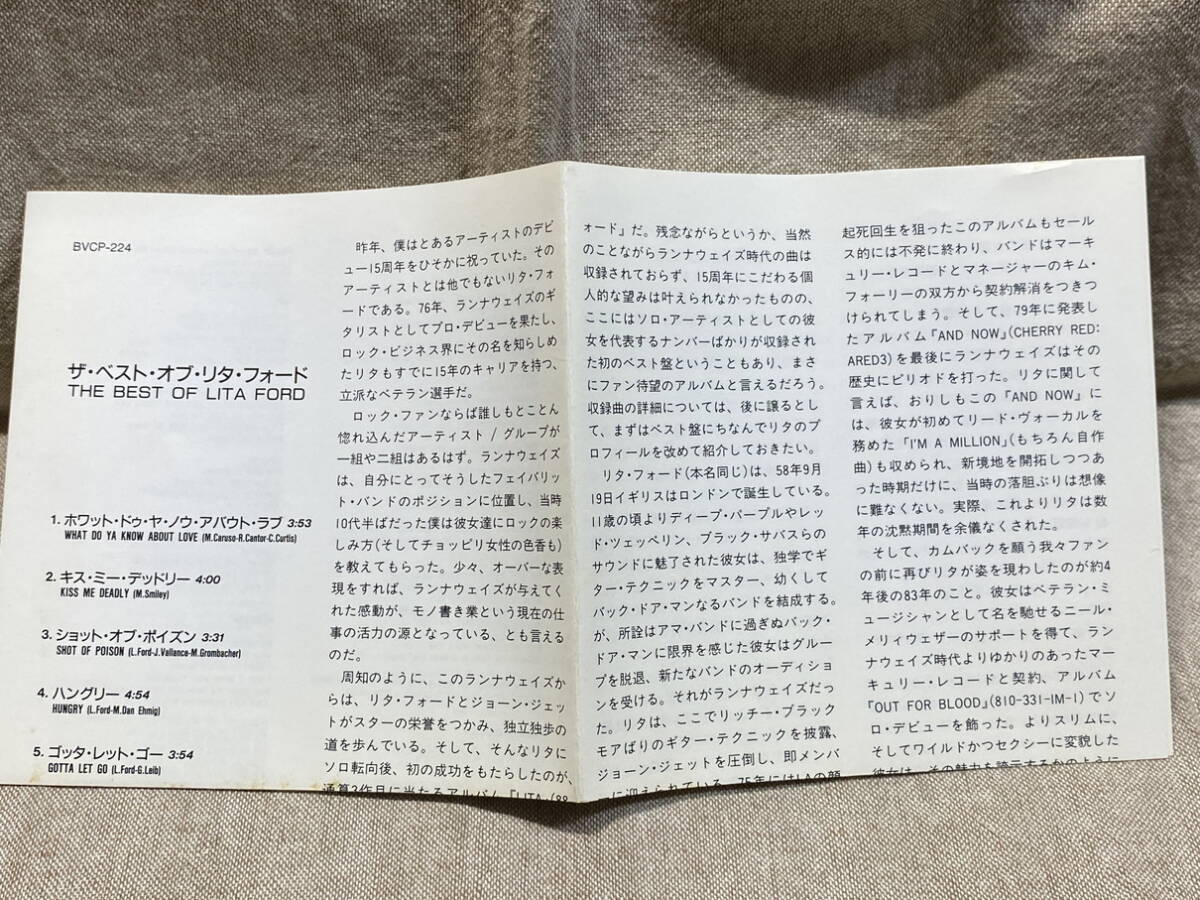 BVCP-224
ザ・ベスト・オブ・リタ・フォード
THE BEST OF LITA FORD
1. ホワット・ドゥ・ヤ・ノウ・アバウト・ラブ 3:53
WHAT DO YA KNOW ABOUT LOVE (M.Caruso-R.Cantor-C.Curtis)
2. キス・ミー・デッドリー 4:00
KISS ME DEADLY (M.Smiley)
3. ショット・オブ・ポイズン 3:31
SHOT OF POISON (L.Ford-J.Vallance-M.Grombacher)
4. ハングリー 4:54
HUNGRY (L.Ford-M.Dan Ehmig)
5. ゴッタ・レット・ゴー 3:54
GOTTA LET GO (L.Ford-G.Leib)
昨年、僕はとあるアーティストのデビ
ュー15周年をひそかに祝っていた。その
アーティストとは他でもないリタ・フォ
ードである。76年、ランナウェイズのギ
タリストとしてプロ・デビューを果たし、
ロック・ビジネス界にその名を知らしめ
たリタもすでに15年のキャリアを持つ、
立派なベテラン選手だ。
ロック・ファンならば誰しもとことん
惚れ込んだアーティスト / グループが
一組や二組はあるはず。ランナウェイズ
は、自分にとってそうしたフェイバリッ
ト・バンドのポジションに位置し、当時
10代半ばだった僕は彼女達にロックの楽
しみ方(そしてチョッピリ女性の色香も)
を教えてもらった。少々、オーバーな表
現をすれば、ランナウェイズが与えてく
れた感動が、モノ書き業という現在の仕
事の活力の源となっている、とも言える
のだ。
周知のように、このランナウェイズか
らは、リタ・フォードとジョーン・ジェッ
トがスターの栄誉をつかみ、独立独歩の
道を歩んでいる。そして、そんなリタに
ソロ転向後、初の成功をもたらしたのが、
通算3作目に当たるアルバム「LITA」(88
ォード」だ。残念ながらというか、当然
のことながらランナウェイズ時代の曲は
収録されておらず、15周年にこだわる個
人的な望みは叶えられなかったものの、
ここにはソロ・アーティストとしての彼
女を代表するナンバーばかりが収録され
た初のベスト盤ということもあり、まさ
にファン待望のアルバムと言えるだろう。
収録曲の詳細については、後に譲るとし
て、まずはベスト盤にちなんでリタのプ
ロフィールを改めて紹介しておきたい。
リタ・フォード(本名同じ)は、58年9月
19日イギリスはロンドンで誕生している。
11歳の頃よりディープ・パープルやレッ
ド・ツェッペリン、ブラック・サバスらの
サウンドに魅了された彼女は、独学でギ
ター・テクニックをマスター、幼くして
バック・ドア・マンなるバンドを結成する。
が、所詮はアマ・バンドに過ぎぬバック・
ドア・マンに限界を感じた彼女はグルー
プを脱退、新たなバンドのオーディショ
ンを受ける。それがランナウェイズだっ
た。リタは、ここでリッチー・ブラック
モアばりのギター・テクニックを披露、
ジョーン・ジェットを圧倒し、即メンバ
ーに迎えられている。75年にはLAの顔
起死回生を狙ったこのアルバムもセール
ス的には不発に終わり、バンドはマーキ
ュリー・レコードとマネージャーのキム・
フォーリーの双方から契約解消をつきつ
けられてしまう。そして、79年に発表し
たアルバム「AND NOW」(CHERRY RED:
ARED3)を最後にランナウェイズはその
歴史にピリオドを打った。リタに関して
言えば、おりしもこの「AND NOW」に
は、彼女が初めてリード・ヴォーカルを
務めた「I'M A MILLION」(もちろん自作
曲)も収められ、新境地を開拓しつつあ
った時期だけに、当時の落胆ぶりは想像
に難なくない。実際、これよりリタは数
年の沈黙期間を余儀なくされた。
そして、カムバックを願う我々ファン
の前に再びリタが姿を現わしたのが約4
年後の83年のこと。彼女はベテラン・ミ
ュージシャンとして名を馳せるニール・
メリィウェザーのサポートを得て、ラン
ナウェイズ時代よりゆかりのあったマー
キュリー・レコードと契約、アルバム
「OUT FOR BLOOD」(810-331-IM-1)でソ
ロ・デビューを飾った。よりスリムに、
そしてワイルドかつセクシーに変貌した
彼女は、その魅力を誇示するかのように